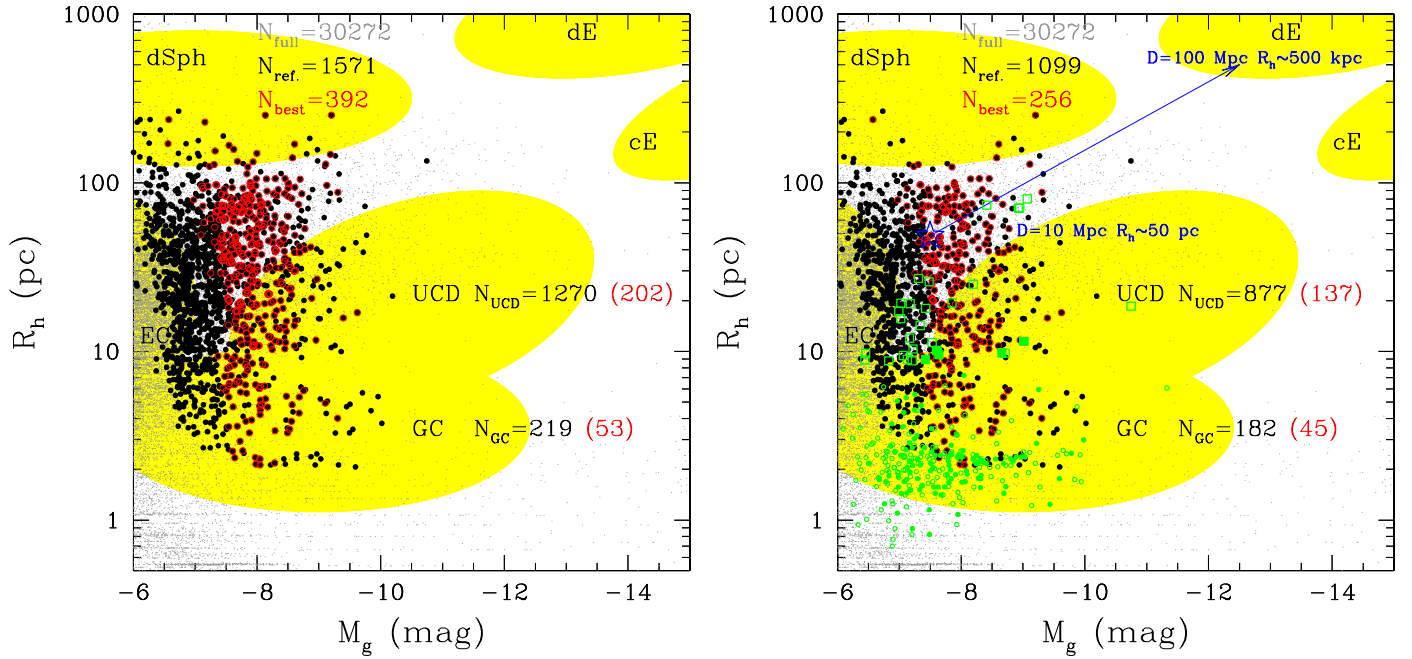 1000
100
10
1
R_h (pc)
dSph
N_full=30272
N_ref.=1571
N_best=392
dE
cE
UCD N_UCD=1270 (202)
EC
GC N_GC=219 (53)
-6 -8 -10 -12 -14
M_g (mag)
1000
100
10
1
R_h (pc)
dSph
N_full=30272
N_ref.=1099
N_best=256
dE
D=100 Mpc R_h~500 kpc
cE
D=10 Mpc R_h~50 pc
UCD N_UCD=877 (137)
EC
GC N_GC=182 (45)
-6 -8 -10 -12 -14
M_g (mag)